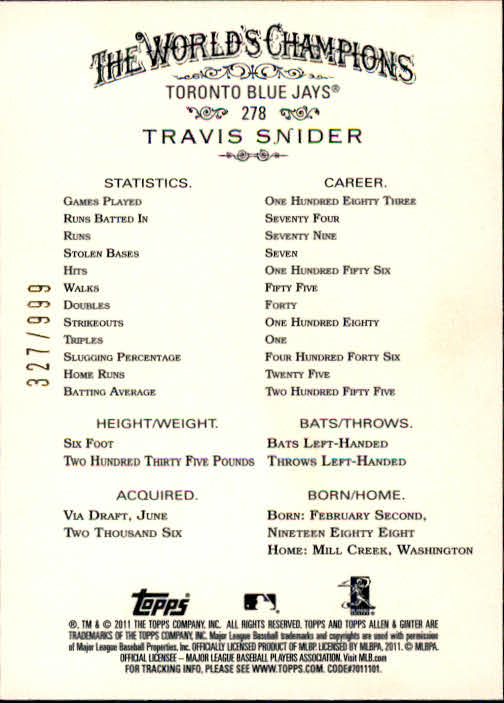 THE WORLD'S CHAMPIONS
TORONTO BLUE JAYS®
278
TRAVIS SNIDER
STATISTICS. CAREER.
GAMES PLAYED ONE HUNDRED EIGHTY THREE
RUNS BATTED IN SEVENTY FOUR
RUNS SEVENTY NINE
STOLEN BASES SEVEN
HITS ONE HUNDRED FIFTY SIX
WALKS FIFTY FIVE
DOUBLES FORTY
STRIKEOUTS ONE HUNDRED EIGHTY
TRIPLES ONE
SLUGGING PERCENTAGE FOUR HUNDRED FORTY SIX
HOME RUNS TWENTY FIVE
BATTING AVERAGE TWO HUNDRED FIFTY FIVE
327/999
HEIGHT/WEIGHT. BATS/THROWS.
SIX FOOT BATS LEFT-HANDED
TWO HUNDRED THIRTY FIVE POUNDS THROWS LEFT-HANDED
ACQUIRED. BORN/HOME.
VIA DRAFT, JUNE BORN: FEBRUARY SECOND,
TWO THOUSAND SIX NINETEEN EIGHTY EIGHT
HOME: MILL CREEK, WASHINGTON
TOPPS
®, TM & © 2011 THE TOPPS COMPANY, INC. ALL RIGHTS RESERVED. TOPPS AND TOPPS ALLEN & GINTER ARE
TRADEMARKS OF THE TOPPS COMPANY, INC. Major League Baseball trademarks and copyrights are used with permission
of Major League Baseball Properties, Inc. OFFICIALLY LICENSED PRODUCT OF MLBP. LICENSED BY MLBPA, 2011. © MLBPA.
OFFICIAL LICENSEE – MAJOR LEAGUE BASEBALL PLAYERS ASSOCIATION. Visit MLB.com
FOR TRACKING INFO, PLEASE SEE WWW.TOPPS.COM. CODE#7011101.